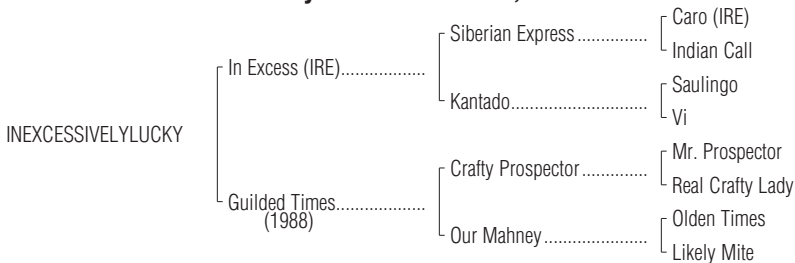 Caro (IRE)
Siberian Express...............
Indian Call
In Excess (IRE)..................
Saulingo
Kantado.............................
Vi
INEXCESSIVELYLUCKY
Mr. Prospector
Crafty Prospector..............
Real Crafty Lady
Guilded Times...................
(1988)
Olden Times
Our Mahney......................
Likely Mite